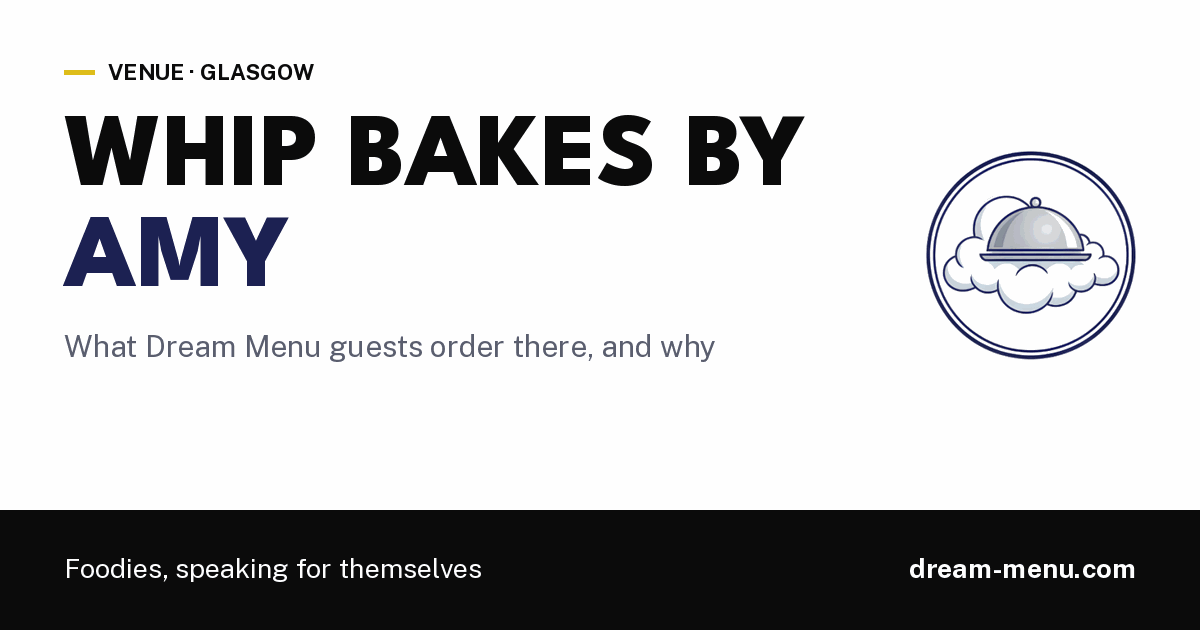 VENUE · GLASGOW
WHIP BAKES BY
AMY
What Dream Menu guests order there, and why
Foodies, speaking for themselves
dream-menu.com